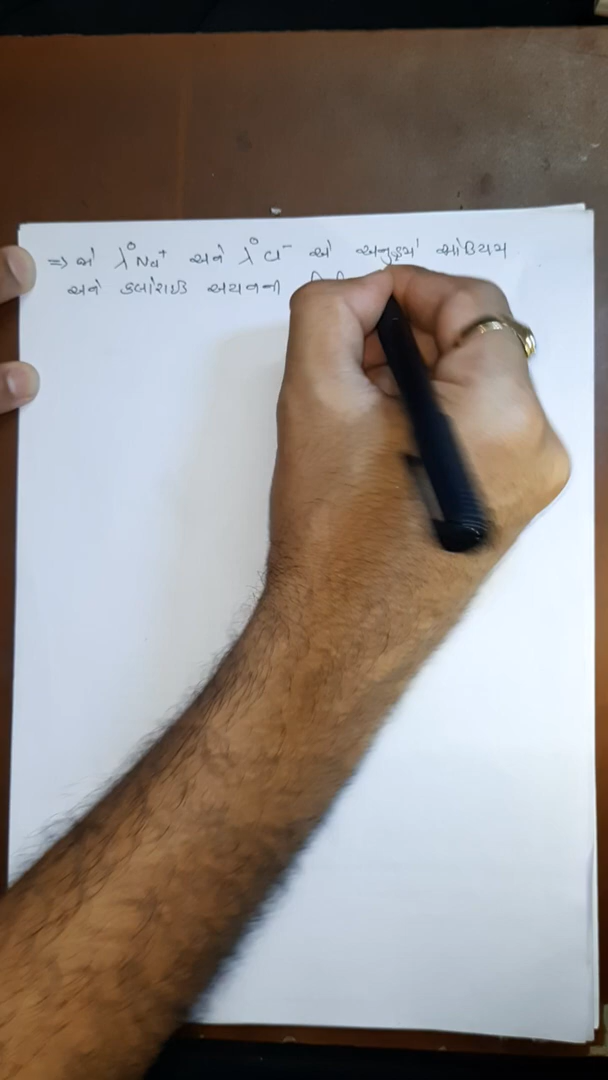 ⇒ જો λ°Na⁺ અને λ°Cl⁻ એ અનુક્રમે સોડિયમ
અને ક્લોરાઇડ આયનની